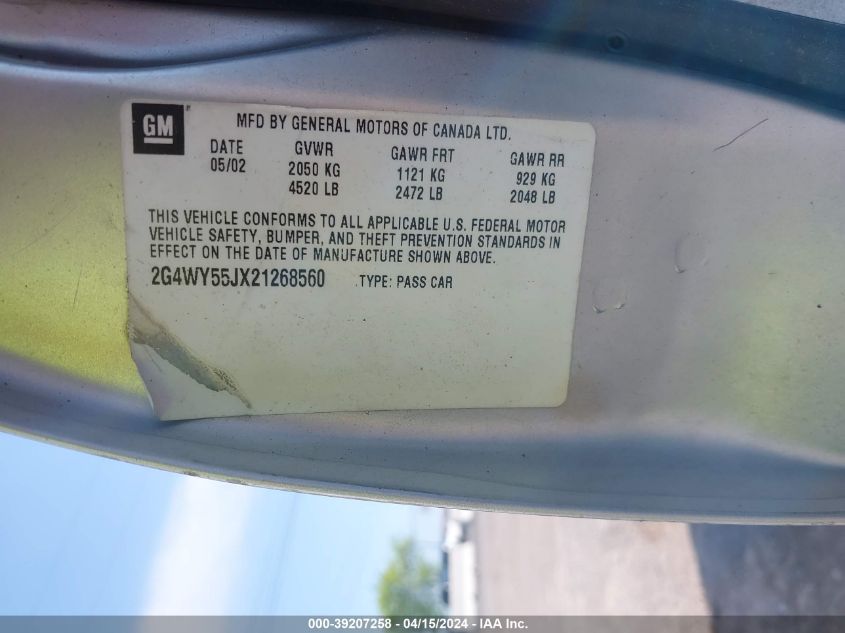 GM
MFD BY GENERAL MOTORS OF CANADA LTD.
DATE GVWR GAWR FRT GAWR RR
05/02 2050 KG 1121 KG 929 KG
4520 LB 2472 LB 2048 LB
THIS VEHICLE CONFORMS TO ALL APPLICABLE U.S. FEDERAL MOTOR
VEHICLE SAFETY, BUMPER, AND THEFT PREVENTION STANDARDS IN
EFFECT ON THE DATE OF MANUFACTURE SHOWN ABOVE.
2G4WY55JX21268560 TYPE: PASS CAR
000-39207258 - 04/15/2024 - IAA Inc.